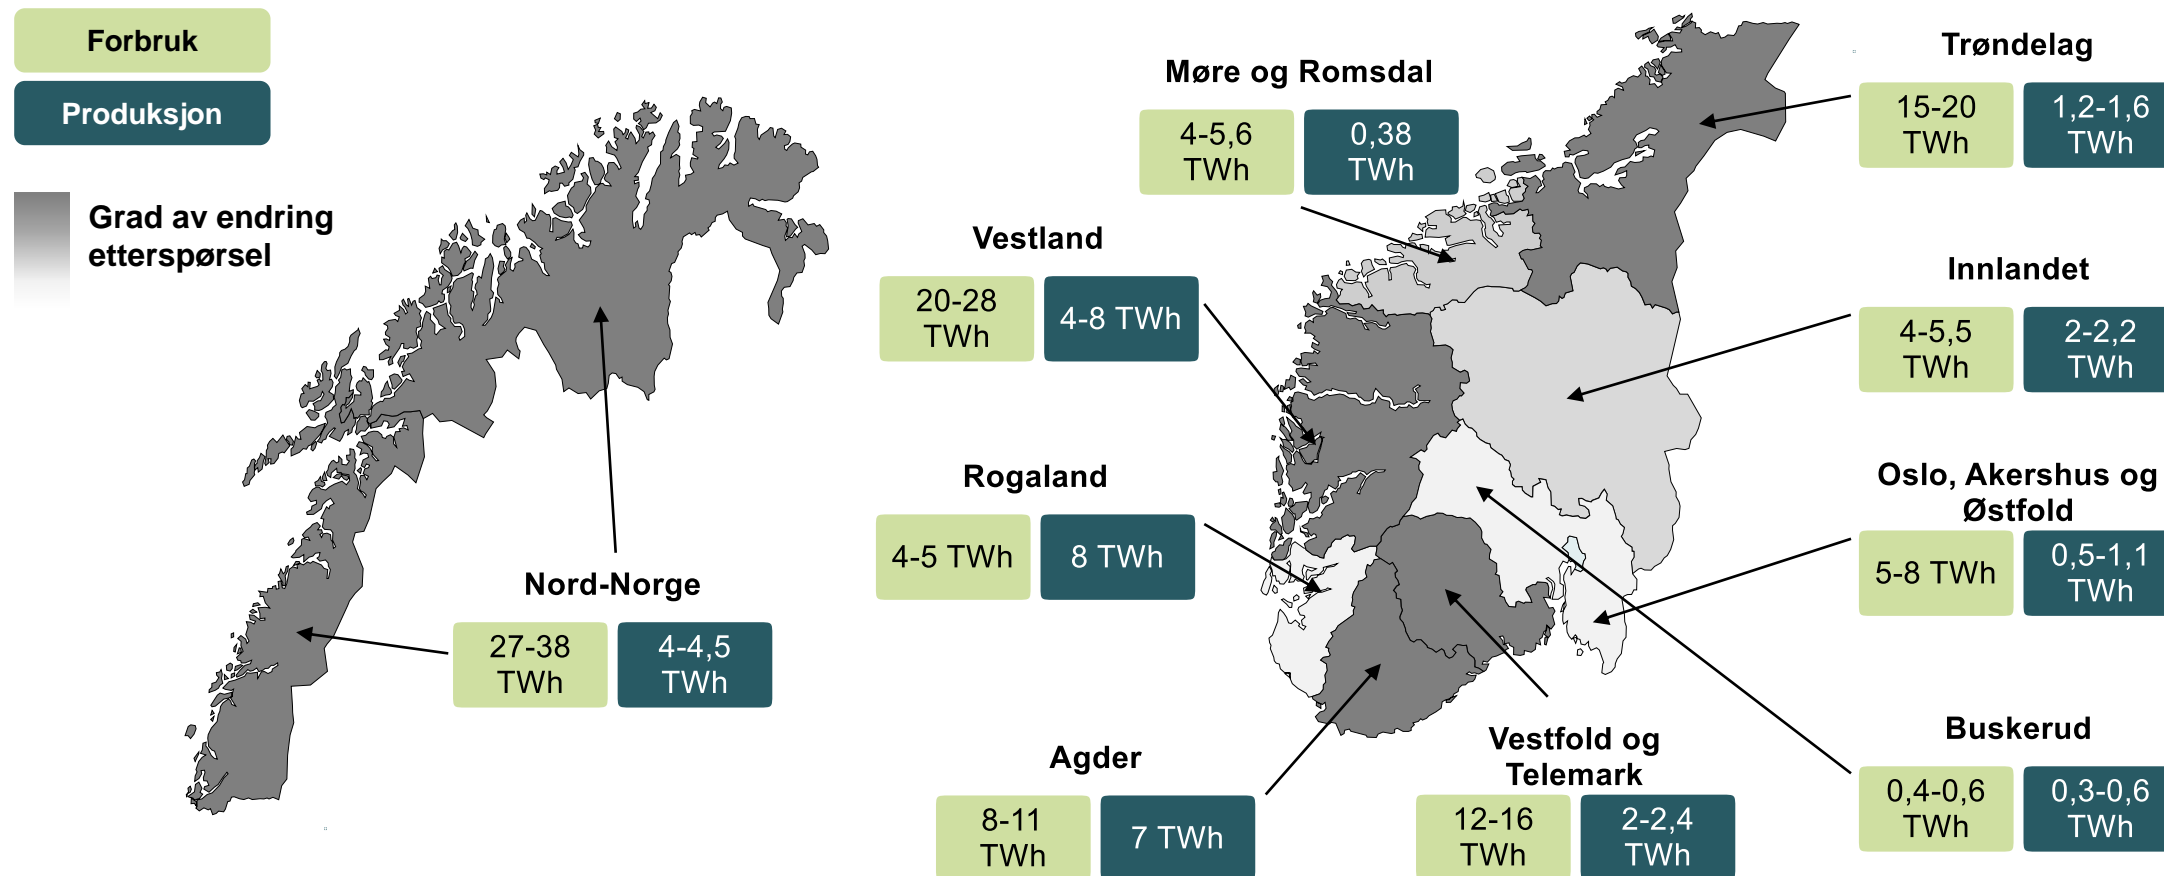 Forbruk
Produksjon
Grad av endring
etterspørsel
Nord-Norge
27-38
TWh
4-4,5
TWh
Møre og Romsdal
4-5,6
TWh
0,38
TWh
Vestland
20-28
TWh
4-8 TWh
Rogaland
4-5 TWh
8 TWh
Agder
8-11
TWh
7 TWh
Vestfold og
Telemark
12-16
TWh
2-2,4
TWh
Trøndelag
15-20
TWh
1,2-1,6
TWh
Innlandet
4-5,5
TWh
2-2,2
TWh
Oslo, Akershus og
Østfold
5-8 TWh
0,5-1,1
TWh
Buskerud
0,4-0,6
TWh
0,3-0,6
TWh